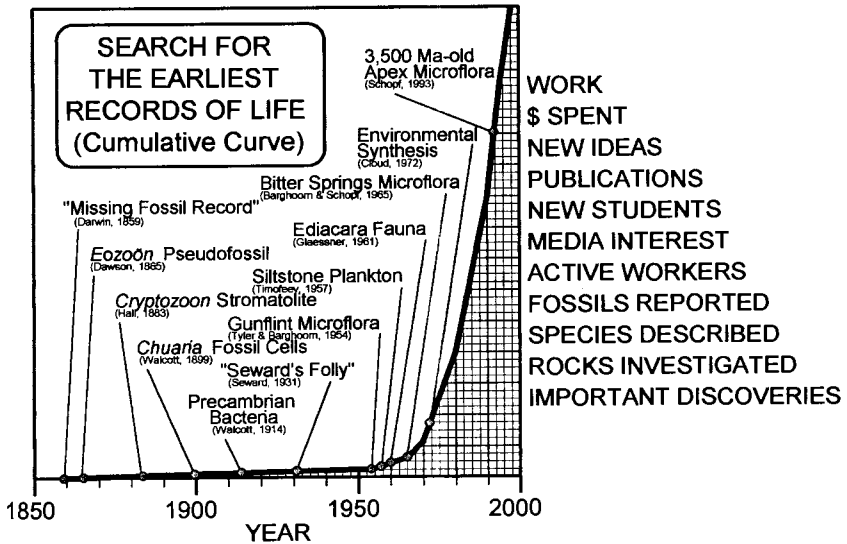 SEARCH FOR
THE EARLIEST
RECORDS OF LIFE
(Cumulative Curve)
3,500 Ma-old
Apex Microflora
(Schopf, 1993)
Environmental
Synthesis
(Cloud, 1972)
Bitter Springs Microflora
(Barghoorn & Schopf, 1965)
"Missing Fossil Record"
(Darwin, 1859)
Ediacara Fauna
(Glaessner, 1961)
Eozoön Pseudofossil
(Dawson, 1865)
Siltstone Plankton
(Timofeev, 1957)
Cryptozoon Stromatolite
(Hall, 1883)
Gunflint Microflora
(Tyler & Barghoorn, 1954)
Chuaria Fossil Cells
(Walcott, 1899)
"Seward's Folly"
(Seward, 1931)
Precambrian
Bacteria
(Walcott, 1914)
WORK
$ SPENT
NEW IDEAS
PUBLICATIONS
NEW STUDENTS
MEDIA INTEREST
ACTIVE WORKERS
FOSSILS REPORTED
SPECIES DESCRIBED
ROCKS INVESTIGATED
IMPORTANT DISCOVERIES
1850 1900 1950 2000
YEAR